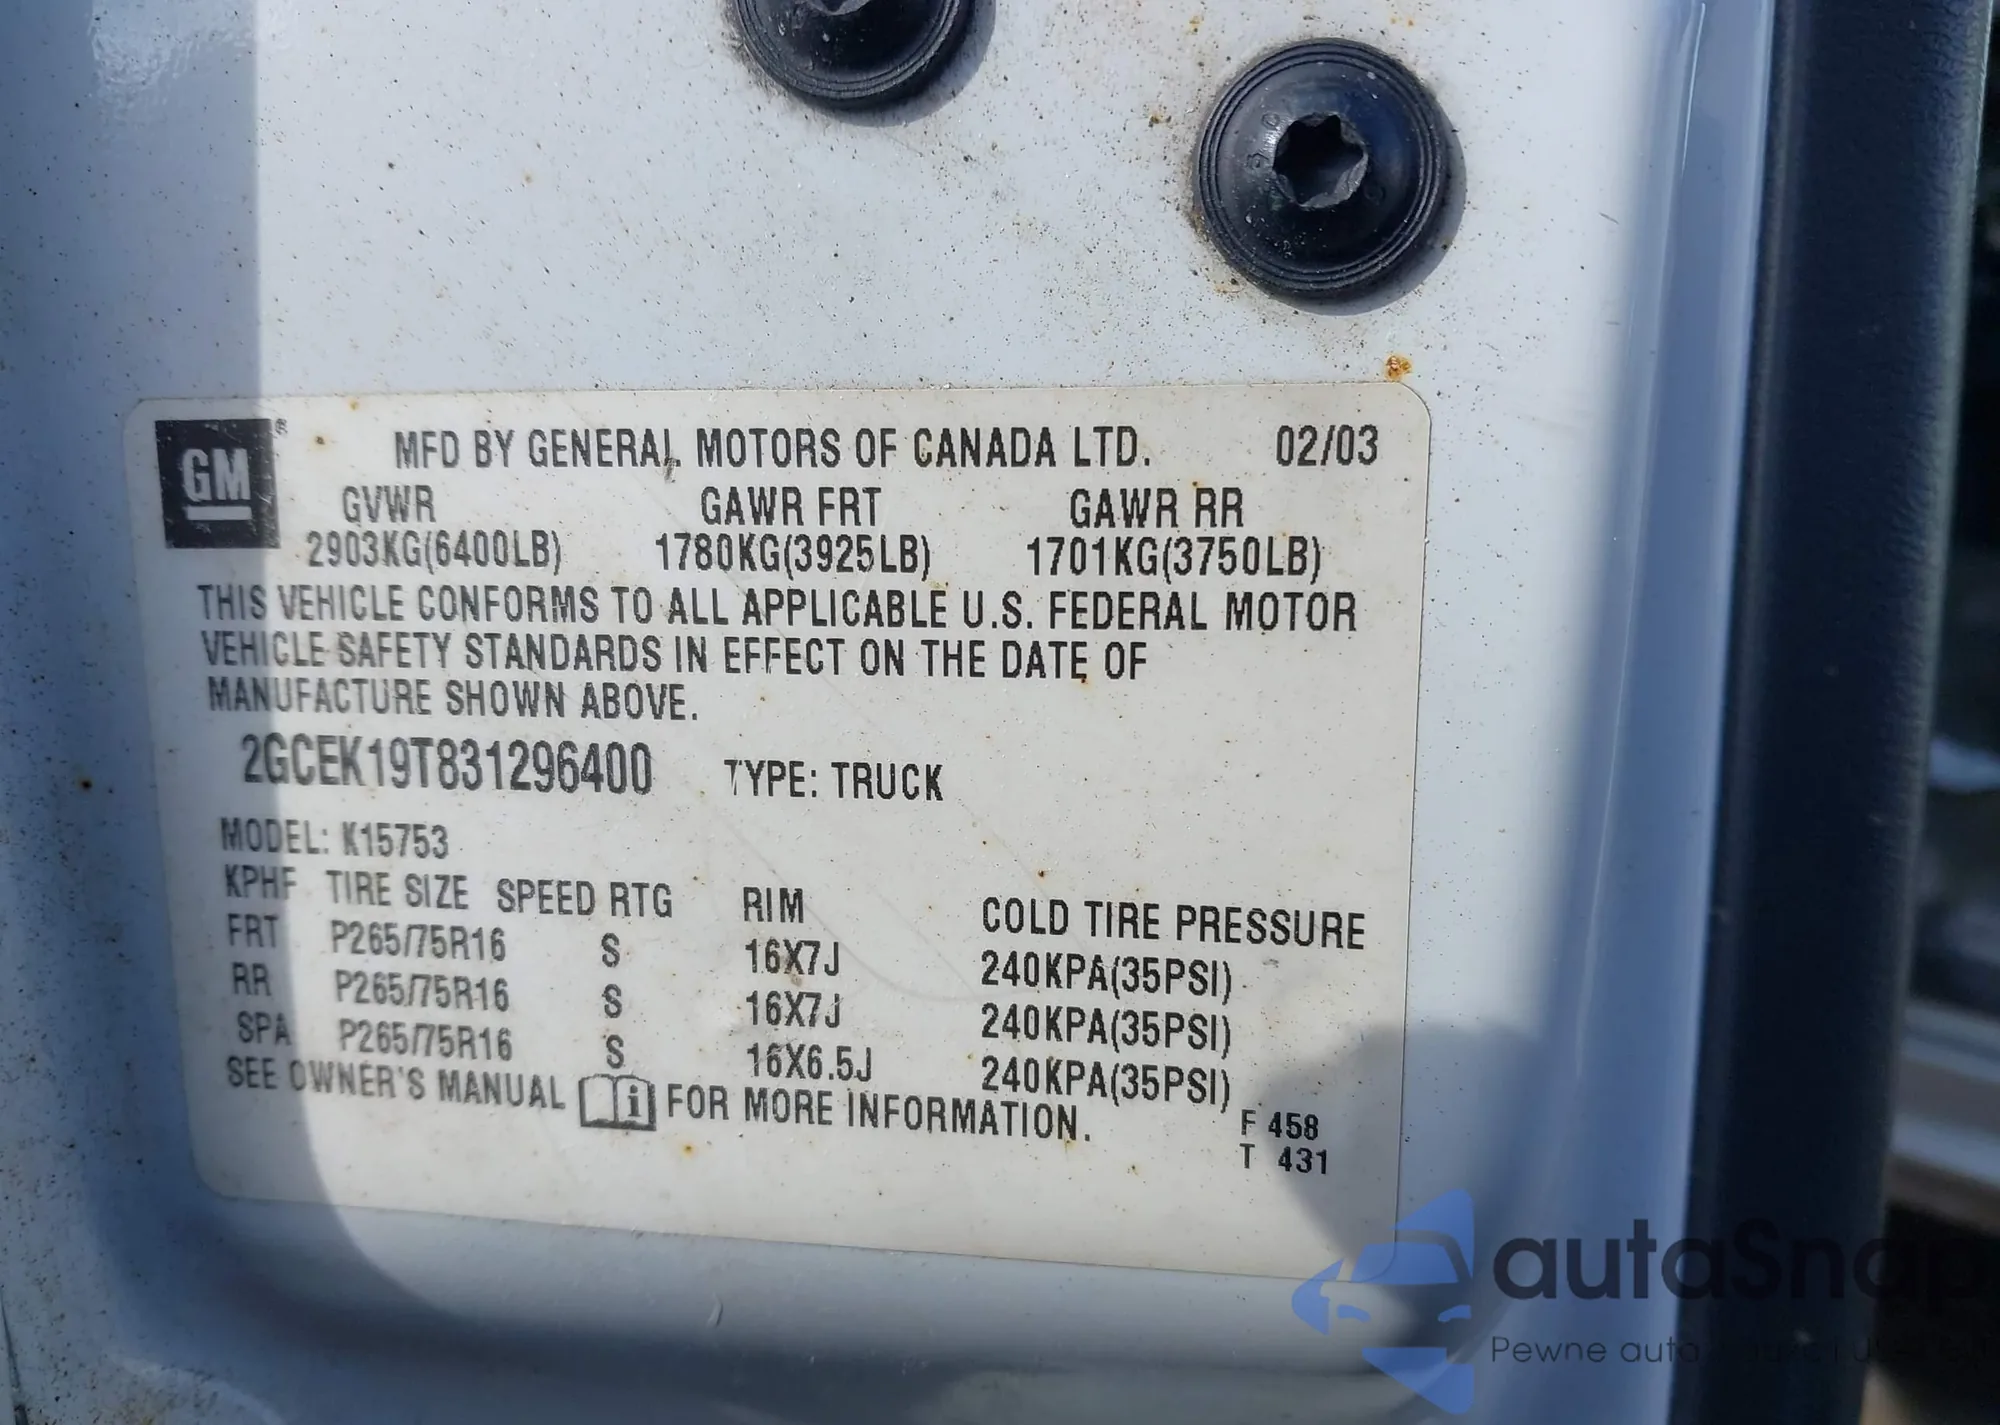 GM
MFD BY GENERAL MOTORS OF CANADA LTD. 02/03
GVWR GAWR FRT GAWR RR
2903KG(6400LB) 1780KG(3925LB) 1701KG(3750LB)
THIS VEHICLE CONFORMS TO ALL APPLICABLE U.S. FEDERAL MOTOR
VEHICLE SAFETY STANDARDS IN EFFECT ON THE DATE OF
MANUFACTURE SHOWN ABOVE.
2GCEK19T831296400 TYPE: TRUCK
MODEL: K15753
KPHF TIRE SIZE SPEED RTG RIM COLD TIRE PRESSURE
FRT P265/75R16 S 16X7J 240KPA(35PSI)
RR P265/75R16 S 16X7J 240KPA(35PSI)
SPA P265/75R16 S 16X6.5J 240KPA(35PSI)
SEE OWNER'S MANUAL i FOR MORE INFORMATION.
F 458
T 431
autaSnap
Pewne auta